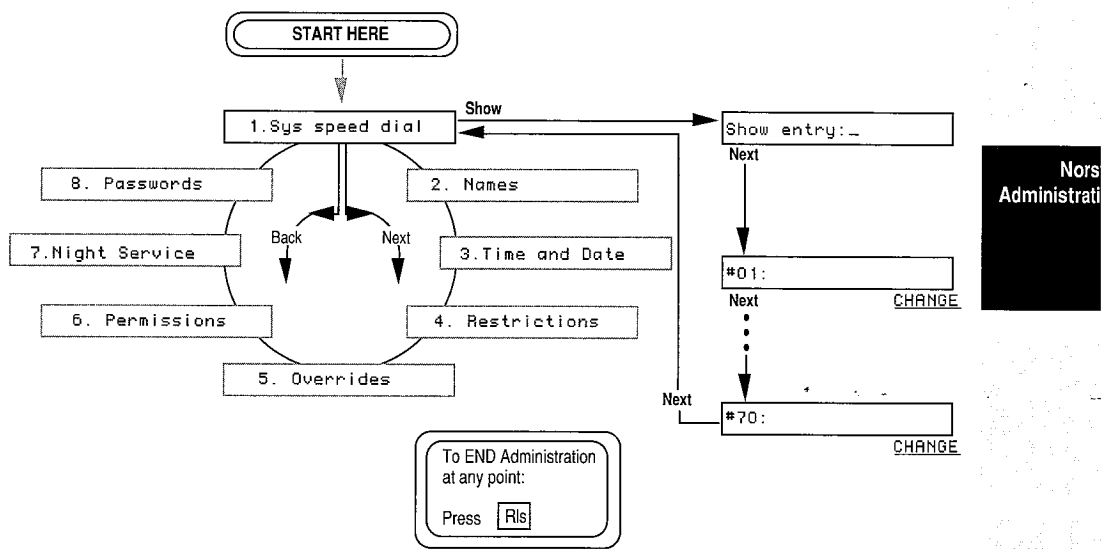 START HERE
1.Sys speed dial
Show
Show entry:_
Next
8. Passwords
2. Names
Back
Next
7.Night Service
3.Time and Date
#01:
CHANGE
Next
6. Permissions
4. Restrictions
5. Overrides
Next
#70:
CHANGE
To END Administration
at any point:
Press Rls
Nors
Administrati